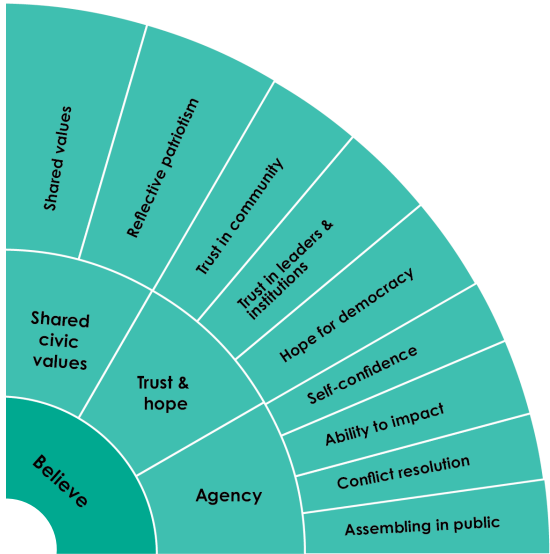 Shared values
Reflective patriotism
Trust in community
Trust in leaders &
institutions
Hope for democracy
Self-confidence
Ability to impact
Conflict resolution
Assembling in public
Shared
civic
values
Trust &
hope
Agency
Believe